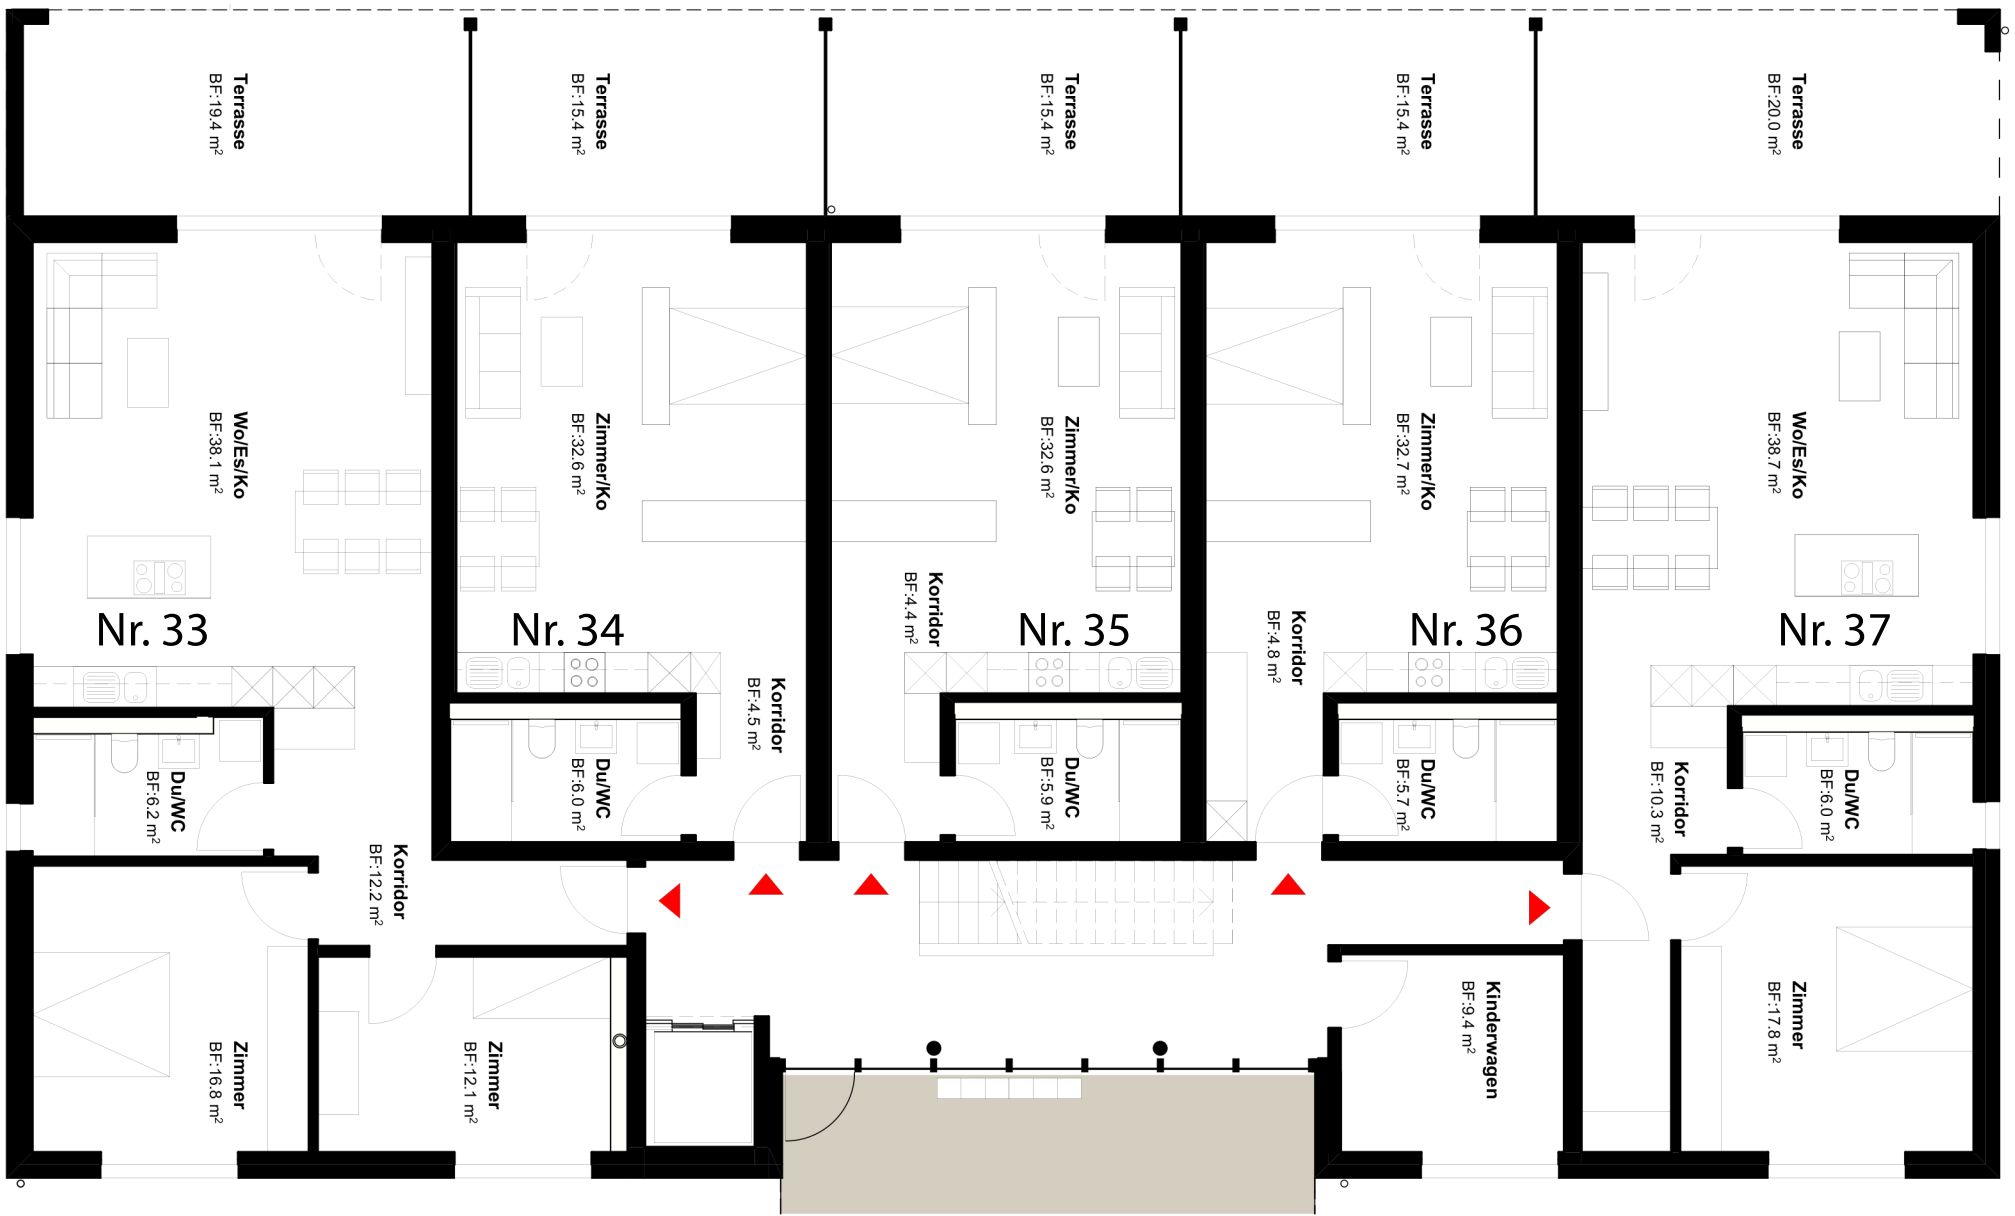 Terrasse
BF:19.4 m²
Terrasse
BF:15.4 m²
Terrasse
BF:15.4 m²
Terrasse
BF:15.4 m²
Terrasse
BF:20.0 m²
Wo/Es/Ko
BF:38.1 m²
Zimmer/Ko
BF:32.6 m²
Zimmer/Ko
BF:32.6 m²
Zimmer/Ko
BF:32.7 m²
Wo/Es/Ko
BF:38.7 m²
Nr. 33
Nr. 34
Nr. 35
Nr. 36
Nr. 37
Korridor
BF:4.5 m²
Korridor
BF:4.4 m²
Korridor
BF:4.8 m²
Korridor
BF:10.3 m²
Du/WC
BF:6.2 m²
Du/WC
BF:6.0 m²
Du/WC
BF:5.9 m²
Du/WC
BF:5.7 m²
Du/WC
BF:6.0 m²
Korridor
BF:12.2 m²
Zimmer
BF:16.8 m²
Zimmer
BF:12.1 m²
Kinderwagen
BF:9.4 m²
Zimmer
BF:17.8 m²